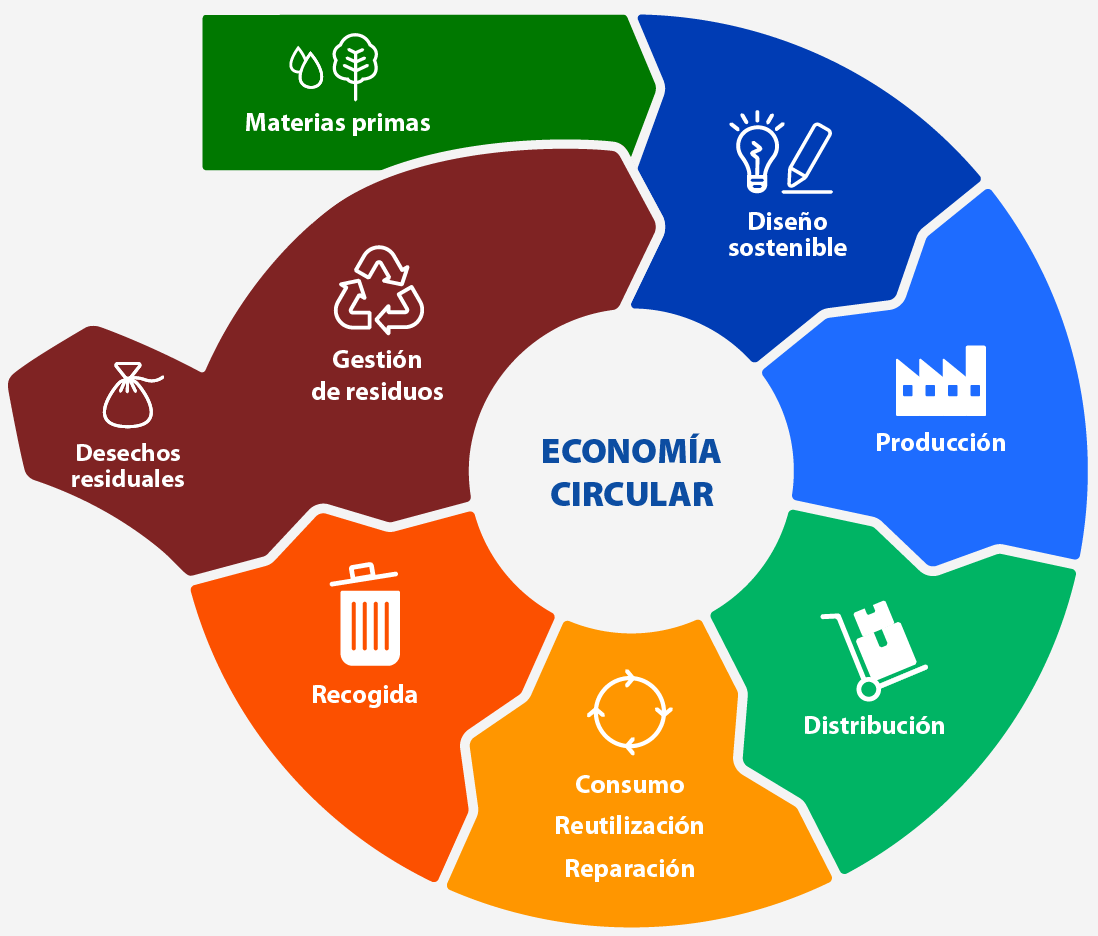 Materias primas
Diseño
sostenible
Producción
Distribución
Consumo
Reutilización
Reparación
Recogida
Gestión
de residuos
Desechos
residuales
ECONOMÍA
CIRCULAR